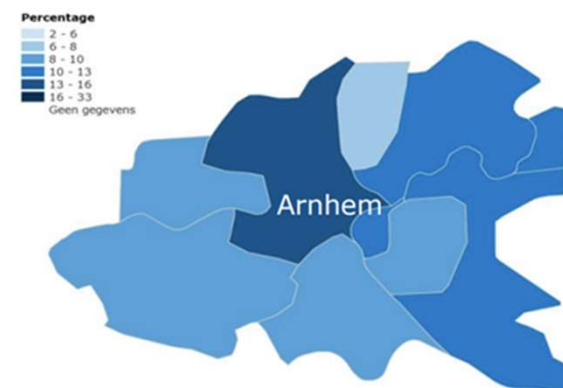 Percentage
2 - 6
6 - 8
8 - 10
10 - 13
13 - 16
16 - 33
Geen gegevens
Arnhem